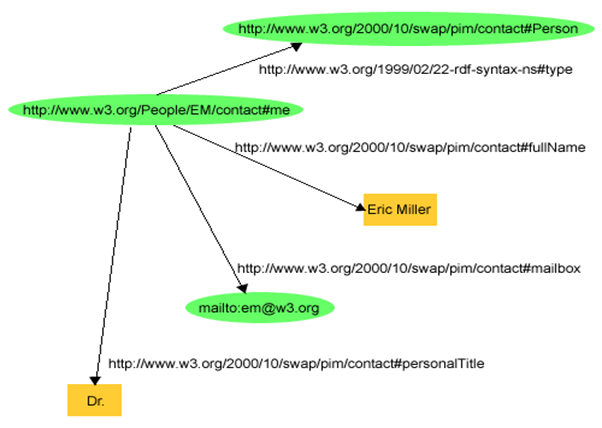 http://www.w3.org/2000/10/swap/pim/contact#Person
http://www.w3.org/1999/02/22-rdf-syntax-ns#type
http://www.w3.org/People/EM/contact#me
http://www.w3.org/2000/10/swap/pim/contact#fullName
Eric Miller
http://www.w3.org/2000/10/swap/pim/contact#mailbox
mailto:em@w3.org
http://www.w3.org/2000/10/swap/pim/contact#personalTitle
Dr.